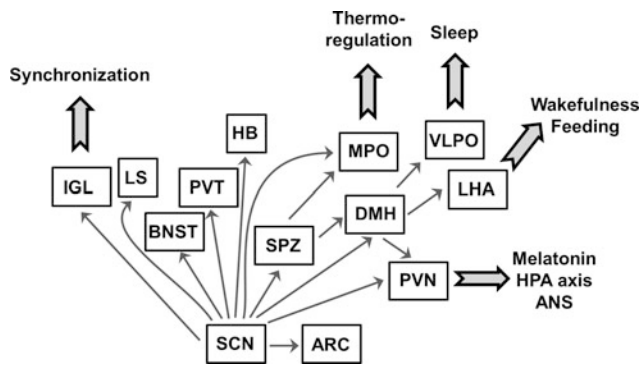 Thermo-
regulation
Sleep
Synchronization
Wakefulness
Feeding
HB
MPO
VLPO
IGL
LS
PVT
LHA
DMH
BNST
SPZ
PVN
Melatonin
HPA axis
ANS
SCN
ARC